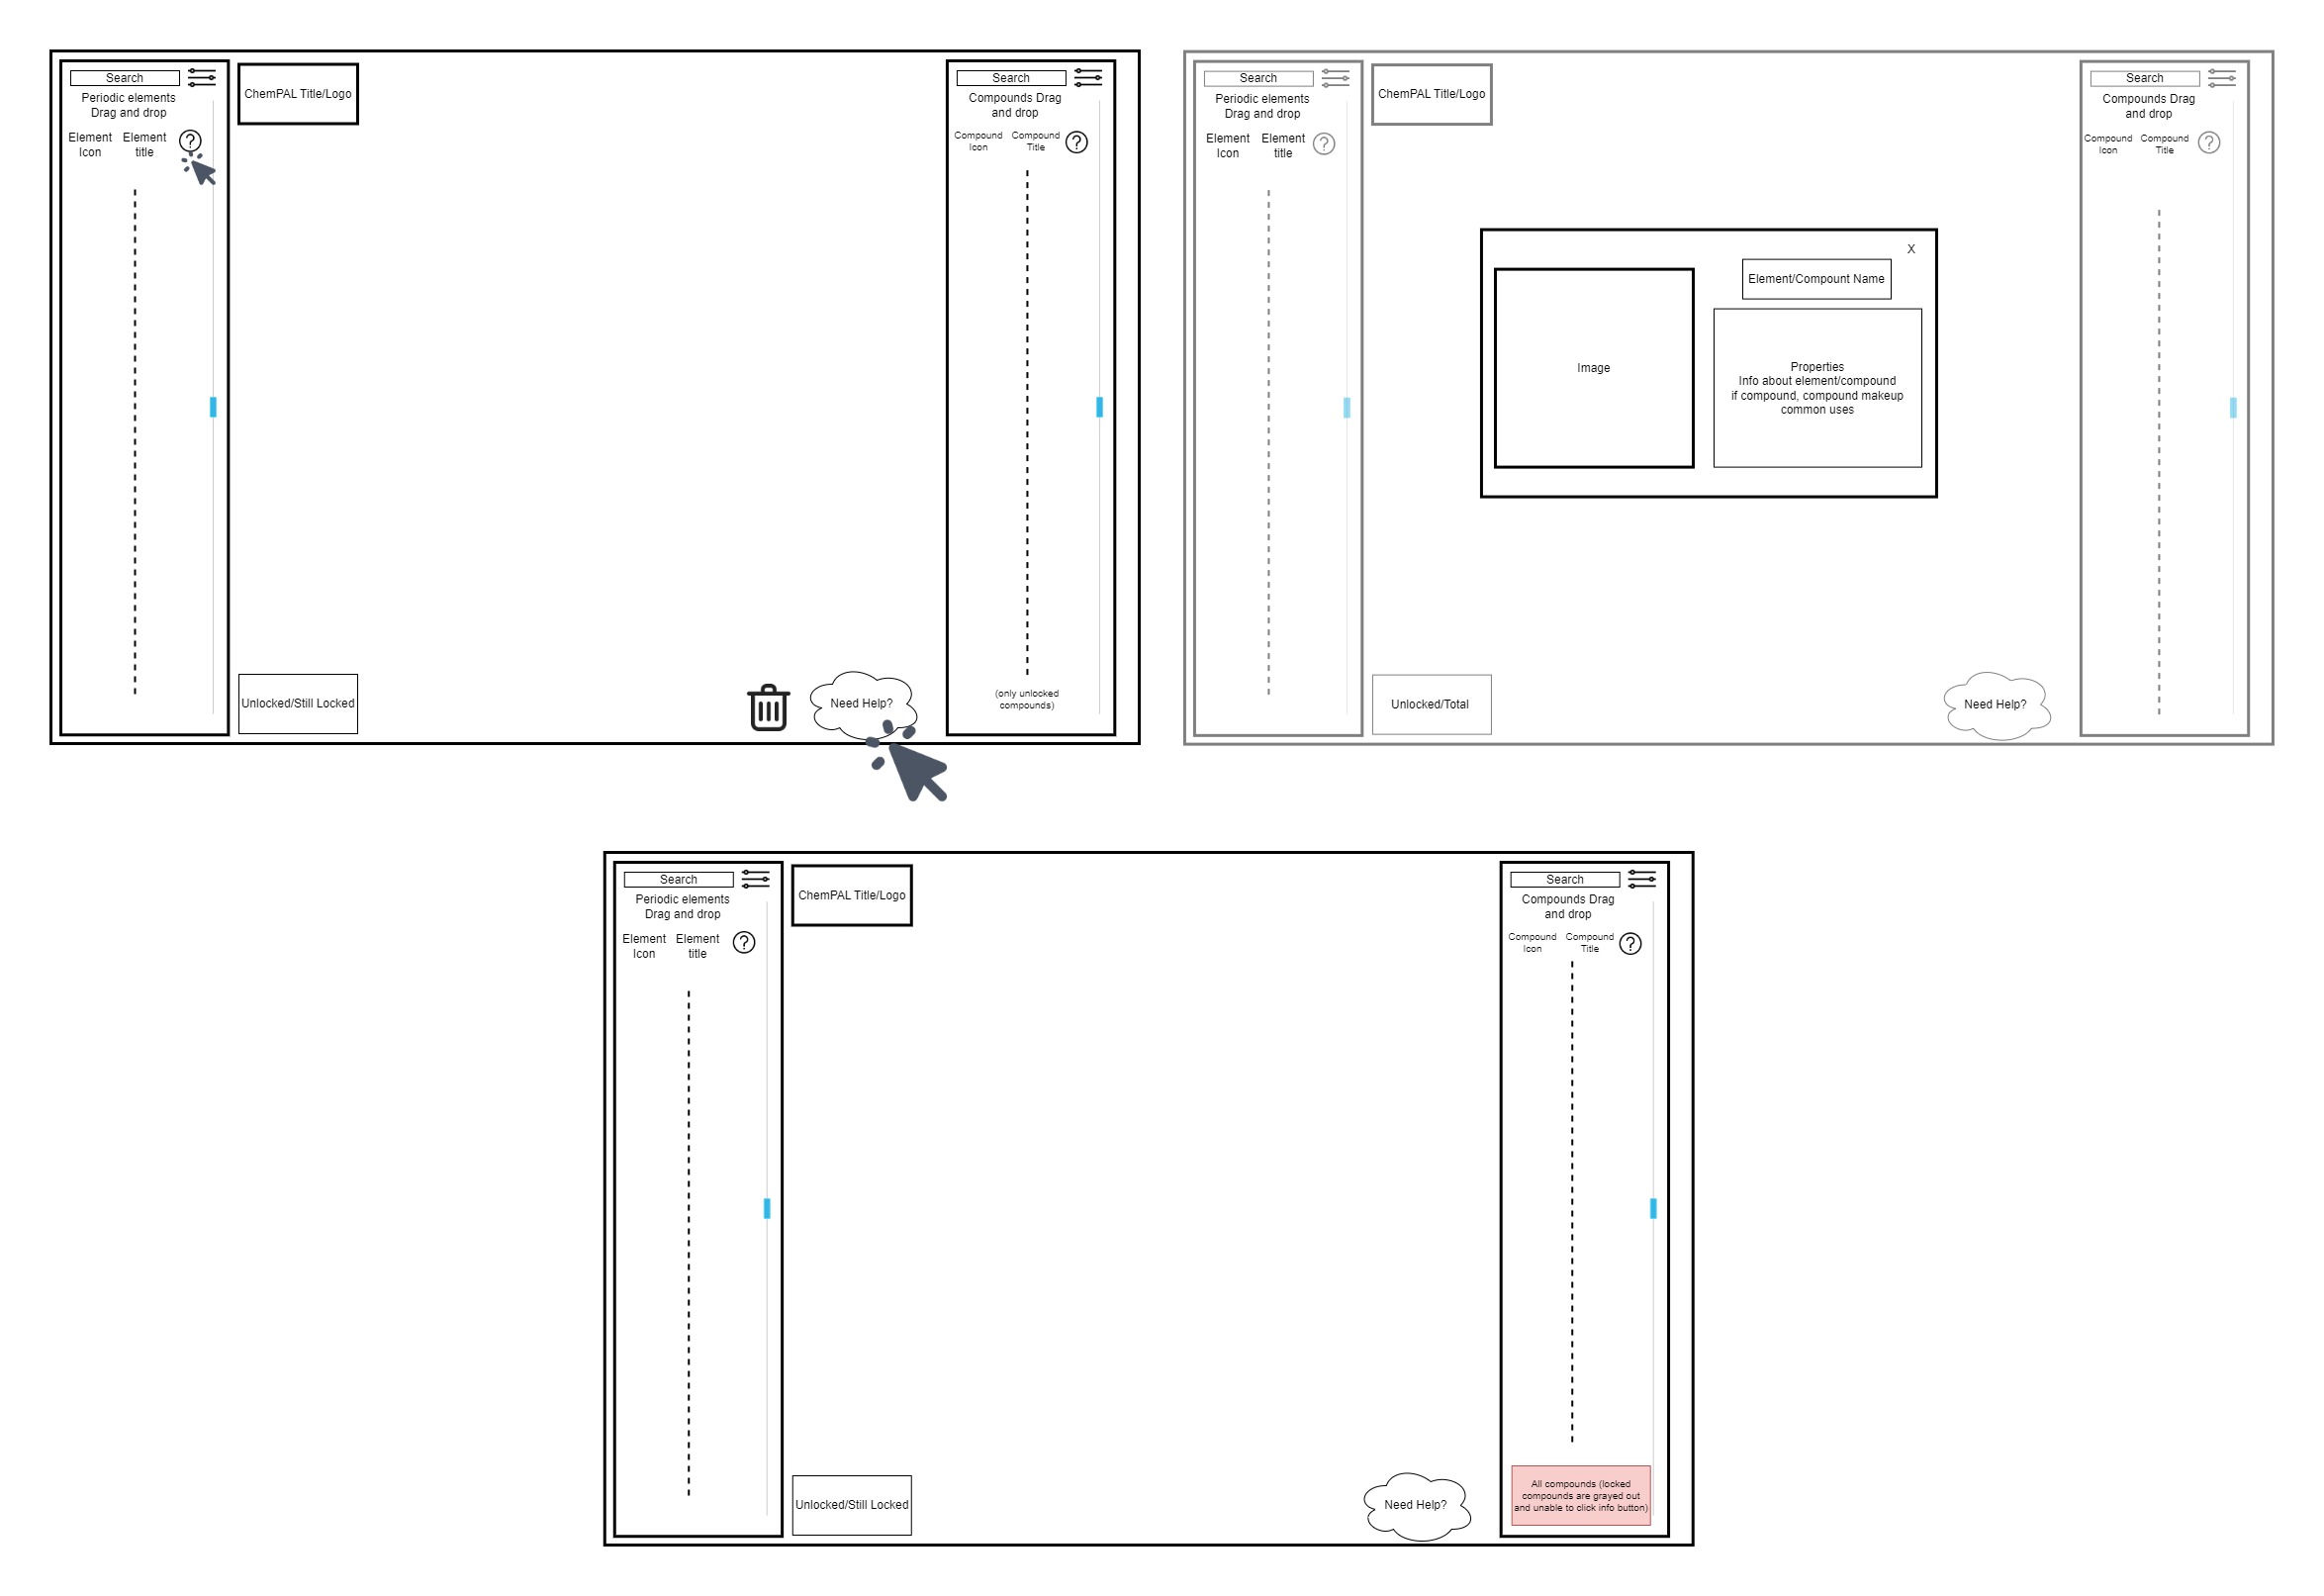 Search
Periodic elements
Drag and drop
Element
Icon
Element
title
?
ChemPAL Title/Logo
Unlocked/Still Locked
Need Help?
Search
Compounds Drag
and drop
Compound
Icon
Compound
Title
?
(only unlocked
compounds)
Search
Periodic elements
Drag and drop
Element
Icon
Element
title
?
ChemPAL Title/Logo
X
Element/Compount Name
Image
Properties
Info about element/compound
if compound, compound makeup
common uses
Unlocked/Total
Need Help?
Search
Compounds Drag
and drop
Compound
Icon
Compound
Title
?
Search
Periodic elements
Drag and drop
Element
Icon
Element
title
?
ChemPAL Title/Logo
Unlocked/Still Locked
Need Help?
Search
Compounds Drag
and drop
Compound
Icon
Compound
Title
?
All compounds (locked
compounds are grayed out
and unable to click info button)